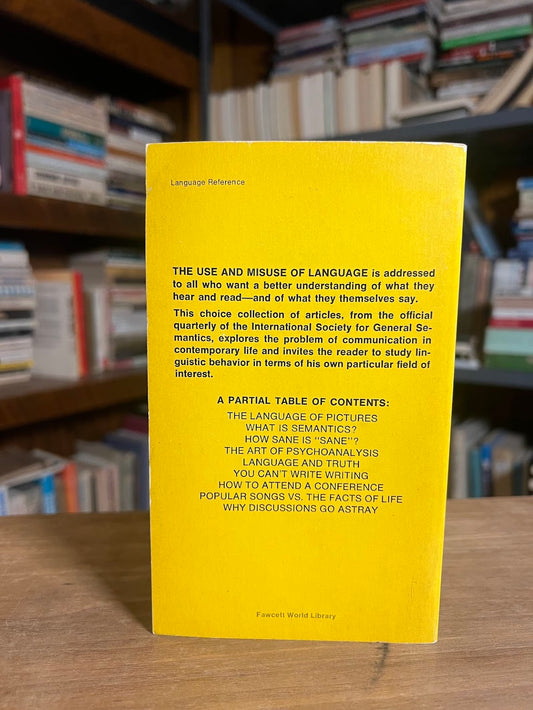 Language Reference
THE USE AND MISUSE OF LANGUAGE is addressed
to all who want a better understanding of what they
hear and read—and of what they themselves say.
This choice collection of articles, from the official
quarterly of the International Society for General Se-
mantics, explores the problem of communication in
contemporary life and invites the reader to study lin-
guistic behavior in terms of his own particular field of
interest.
A PARTIAL TABLE OF CONTENTS:
THE LANGUAGE OF PICTURES
WHAT IS SEMANTICS?
HOW SANE IS “SANE”?
THE ART OF PSYCHOANALYSIS
LANGUAGE AND TRUTH
YOU CAN’T WRITE WRITING
HOW TO ATTEND A CONFERENCE
POPULAR SONGS VS. THE FACTS OF LIFE
WHY DISCUSSIONS GO ASTRAY
Fawcett World Library